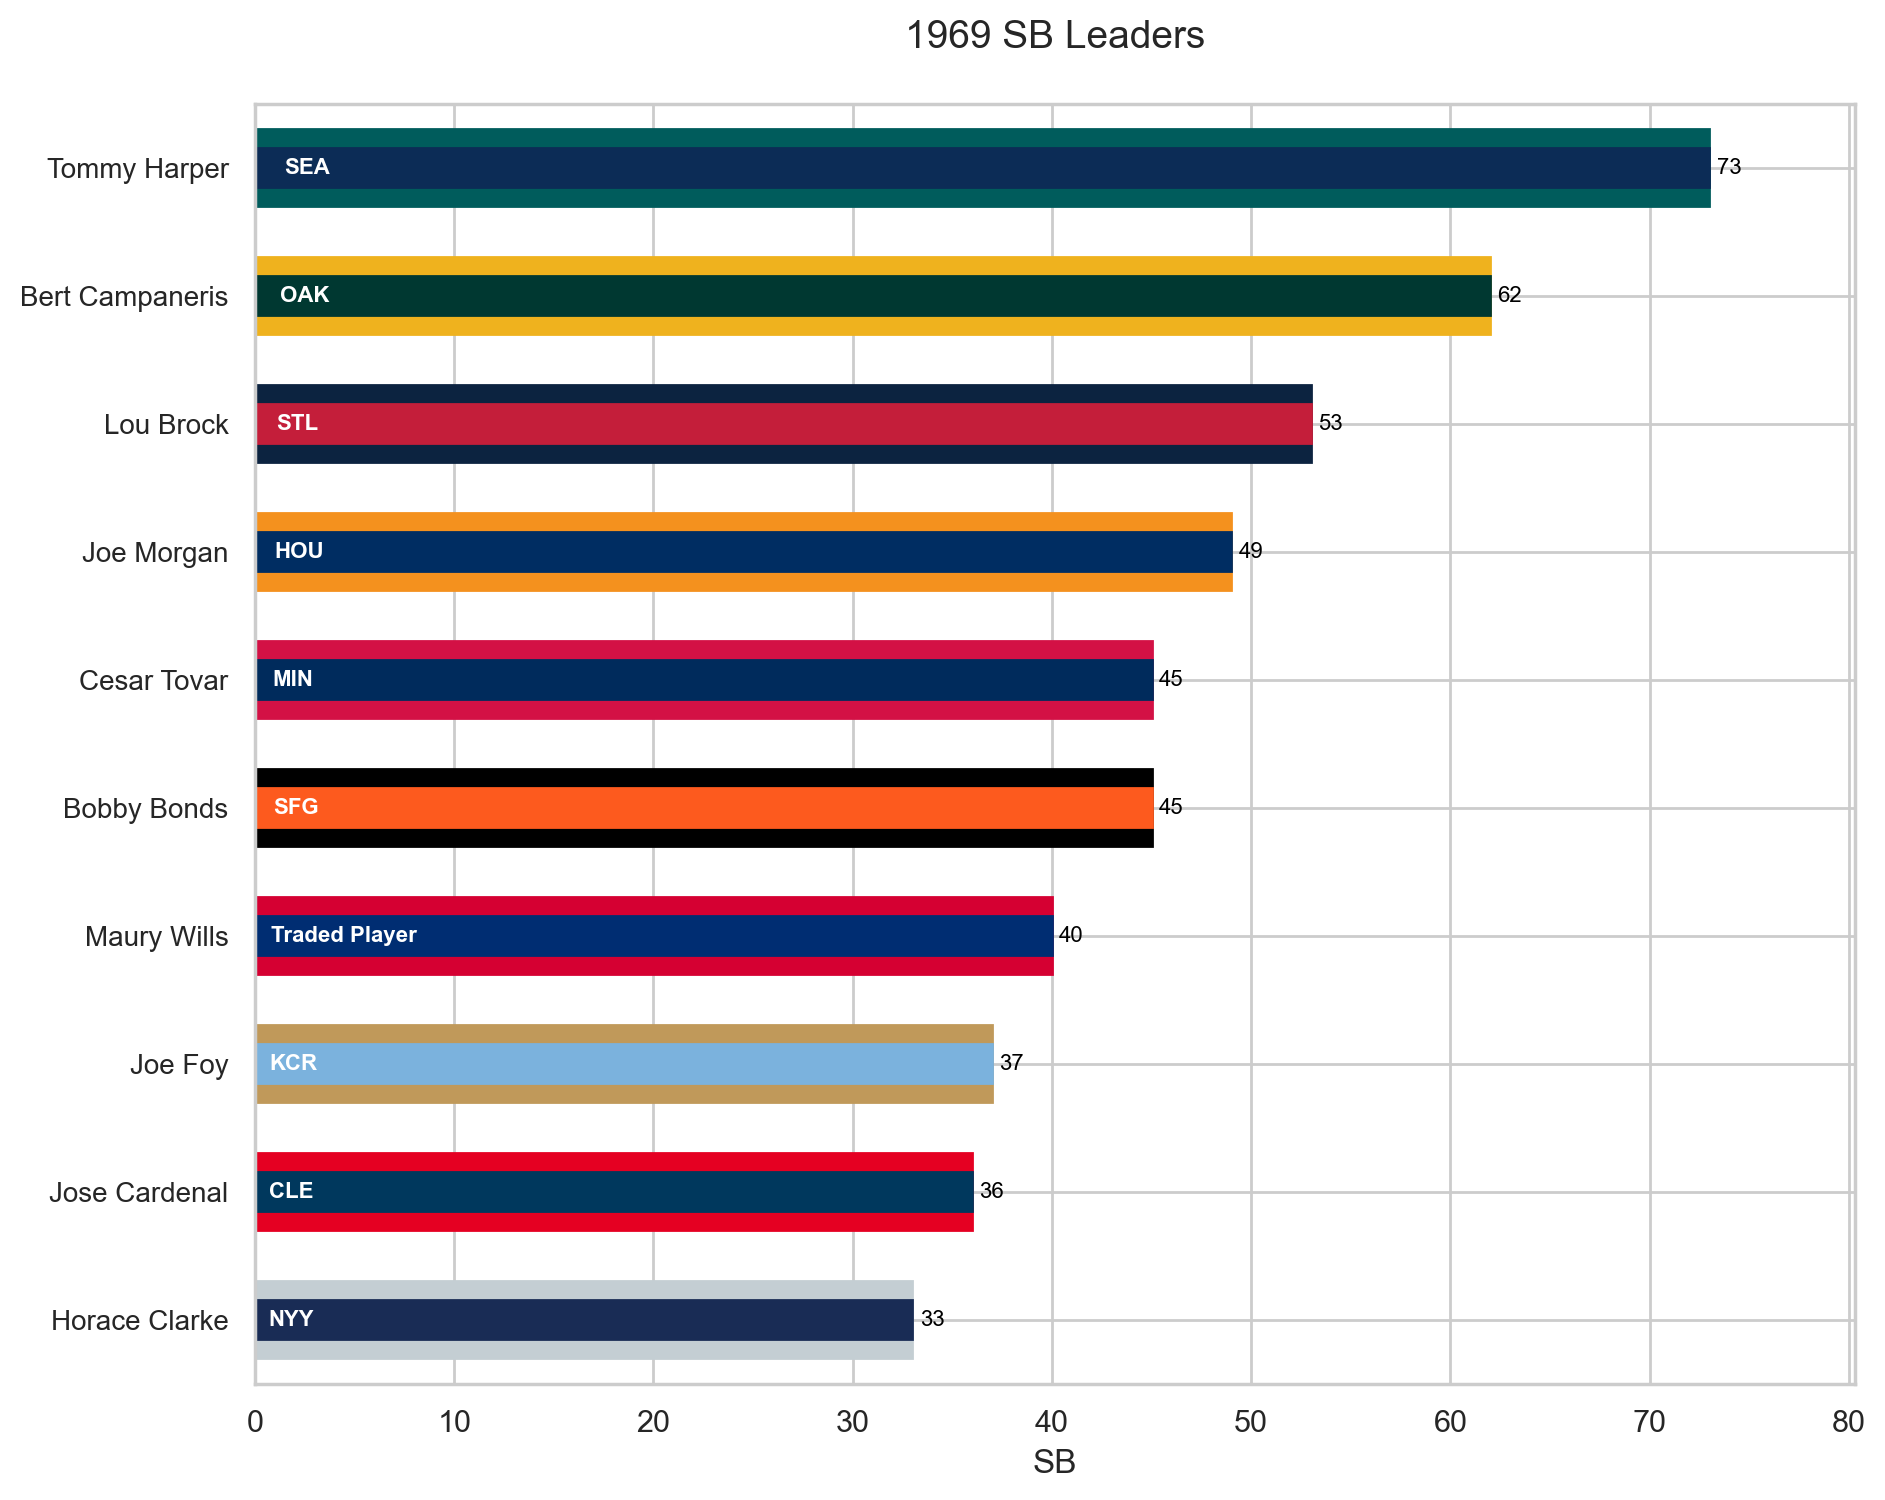 1969 SB Leaders
Tommy Harper SEA 73
Bert Campaneris OAK 62
Lou Brock STL 53
Joe Morgan HOU 49
Cesar Tovar MIN 45
Bobby Bonds SFG 45
Maury Wills Traded Player 40
Joe Foy KCR 37
Jose Cardenal CLE 36
Horace Clarke NYY 33
0 10 20 30 40 50 60 70 80
SB